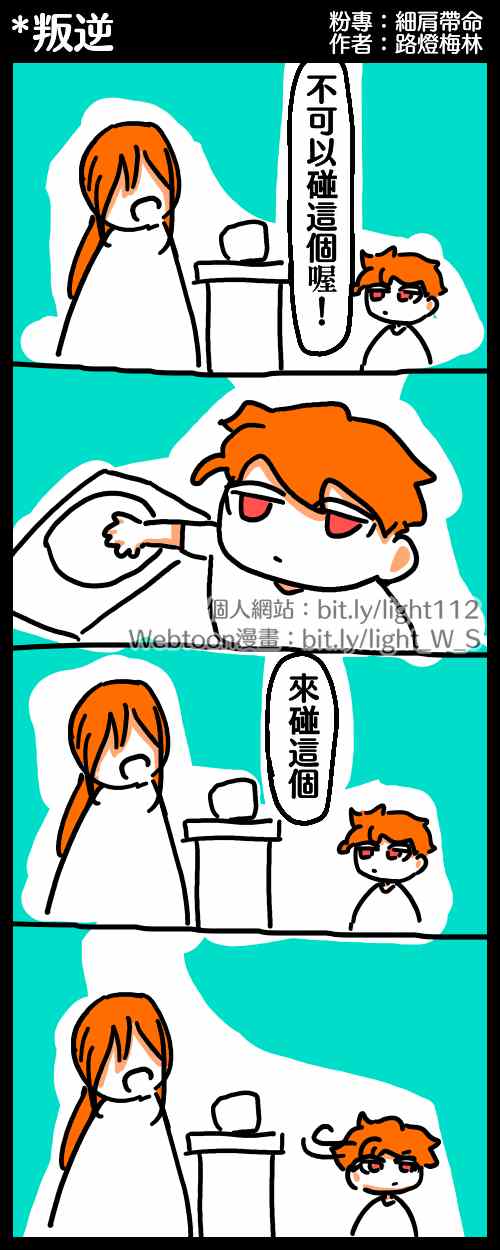 *叛逆
粉專：細肩帶命
作者：路燈梅林
不可以碰這個喔！
個人網站：bit.ly/light112
Webtoon漫畫：bit.ly/light_W_S
來碰這個